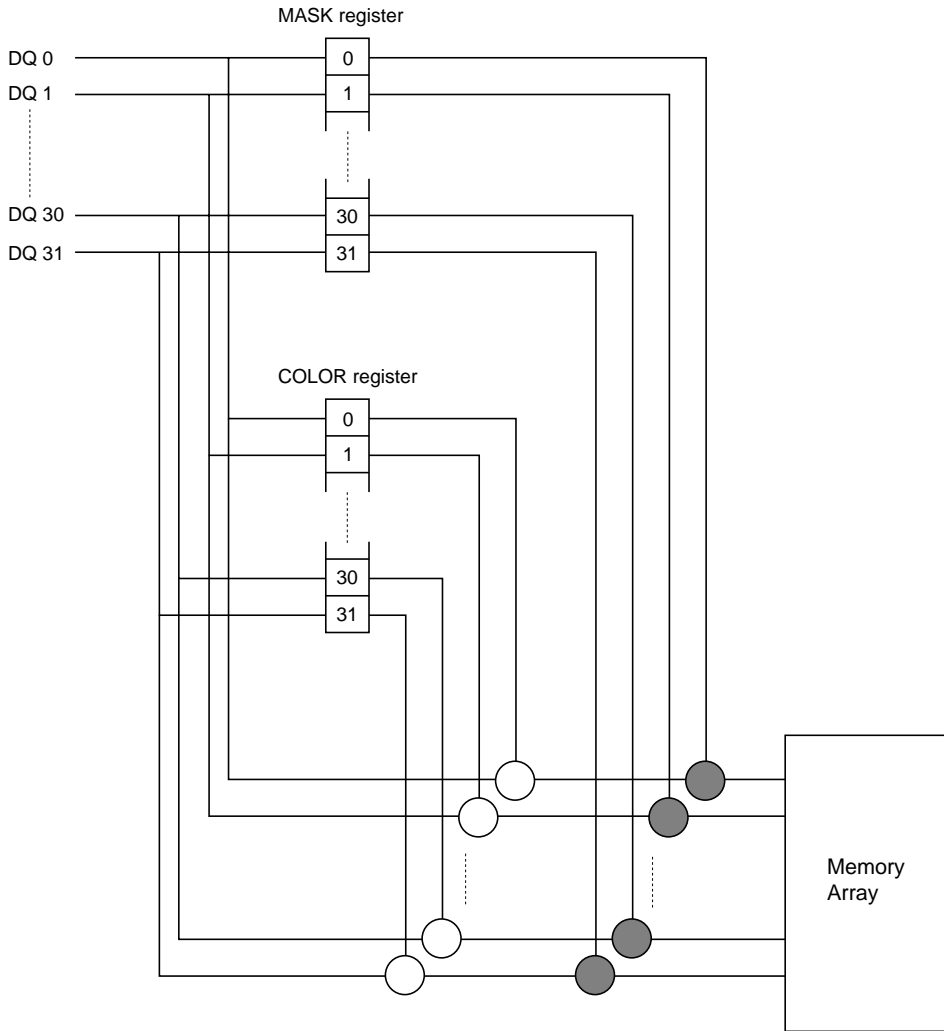 MASK register
DQ 0
0
DQ 1
1
DQ 30
30
DQ 31
31
COLOR register
0
1
30
31
Memory
Array